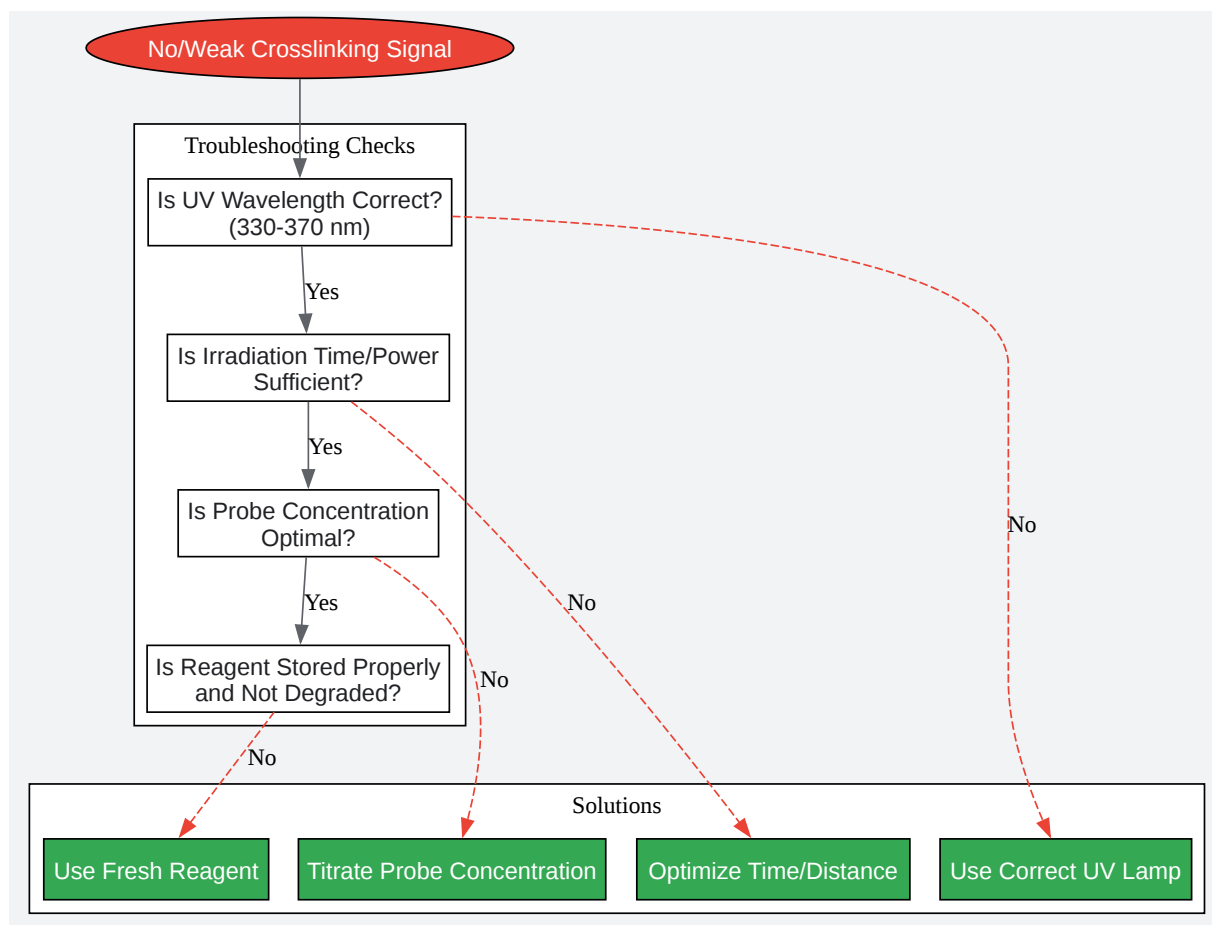 No/Weak Crosslinking Signal
Troubleshooting Checks
Is UV Wavelength Correct?
(330-370 nm)
Yes
Is Irradiation Time/Power
Sufficient?
Yes
Is Probe Concentration
Optimal?
No
Yes
No
Is Reagent Stored Properly
and Not Degraded?
No
No
Solutions
Use Fresh Reagent
Titrate Probe Concentration
Optimize Time/Distance
Use Correct UV Lamp